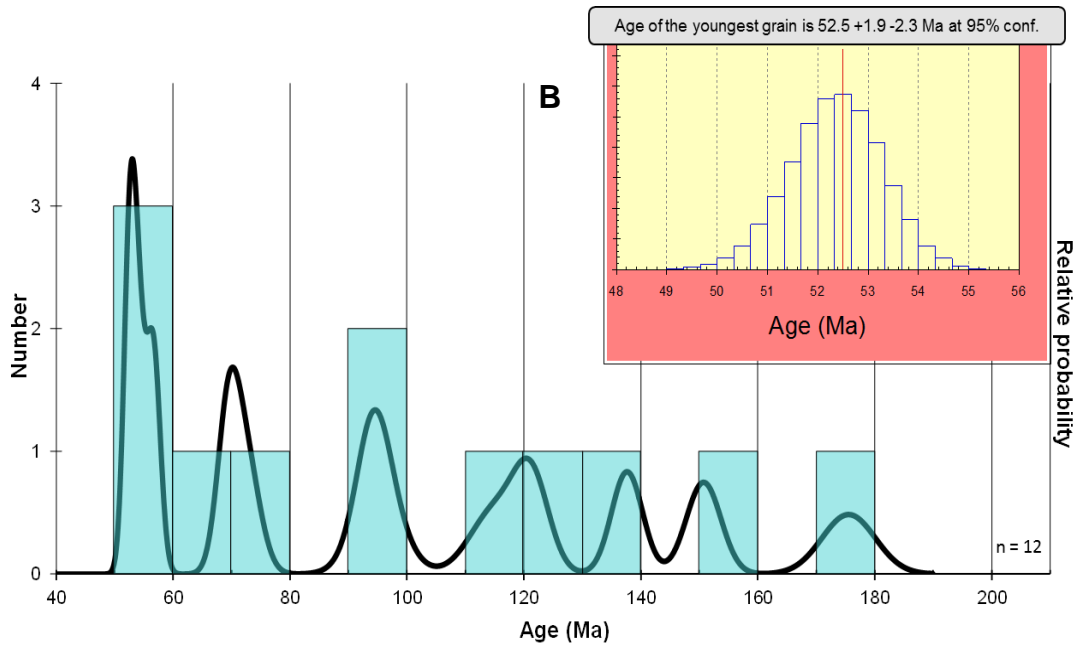 Age of the youngest grain is 52.5 +1.9 -2.3 Ma at 95% conf.
B
48 49 50 51 52 53 54 55 56
Age (Ma)
4
3
2
1
0
Number
Relative probability
n = 12
40 60 80 100 120 140 160 180 200
Age (Ma)